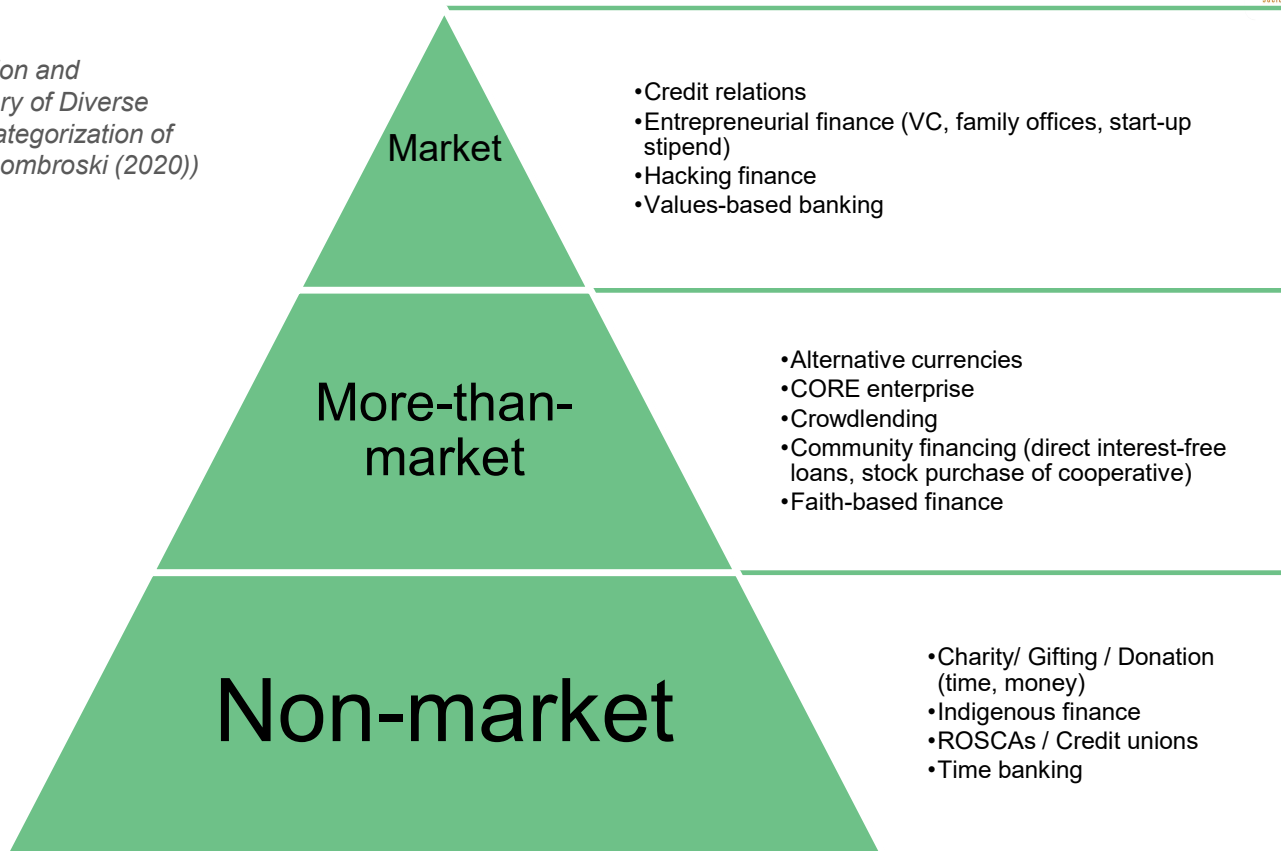 on and
ry of Diverse
ategorization of
ombroski (2020))
Market
•Credit relations
•Entrepreneurial finance (VC, family offices, start-up
stipend)
•Hacking finance
•Values-based banking
More-than-
market
•Alternative currencies
•CORE enterprise
•Crowdlending
•Community financing (direct interest-free
loans, stock purchase of cooperative)
•Faith-based finance
Non-market
•Charity/ Gifting / Donation
(time, money)
•Indigenous finance
•ROSCAs / Credit unions
•Time banking